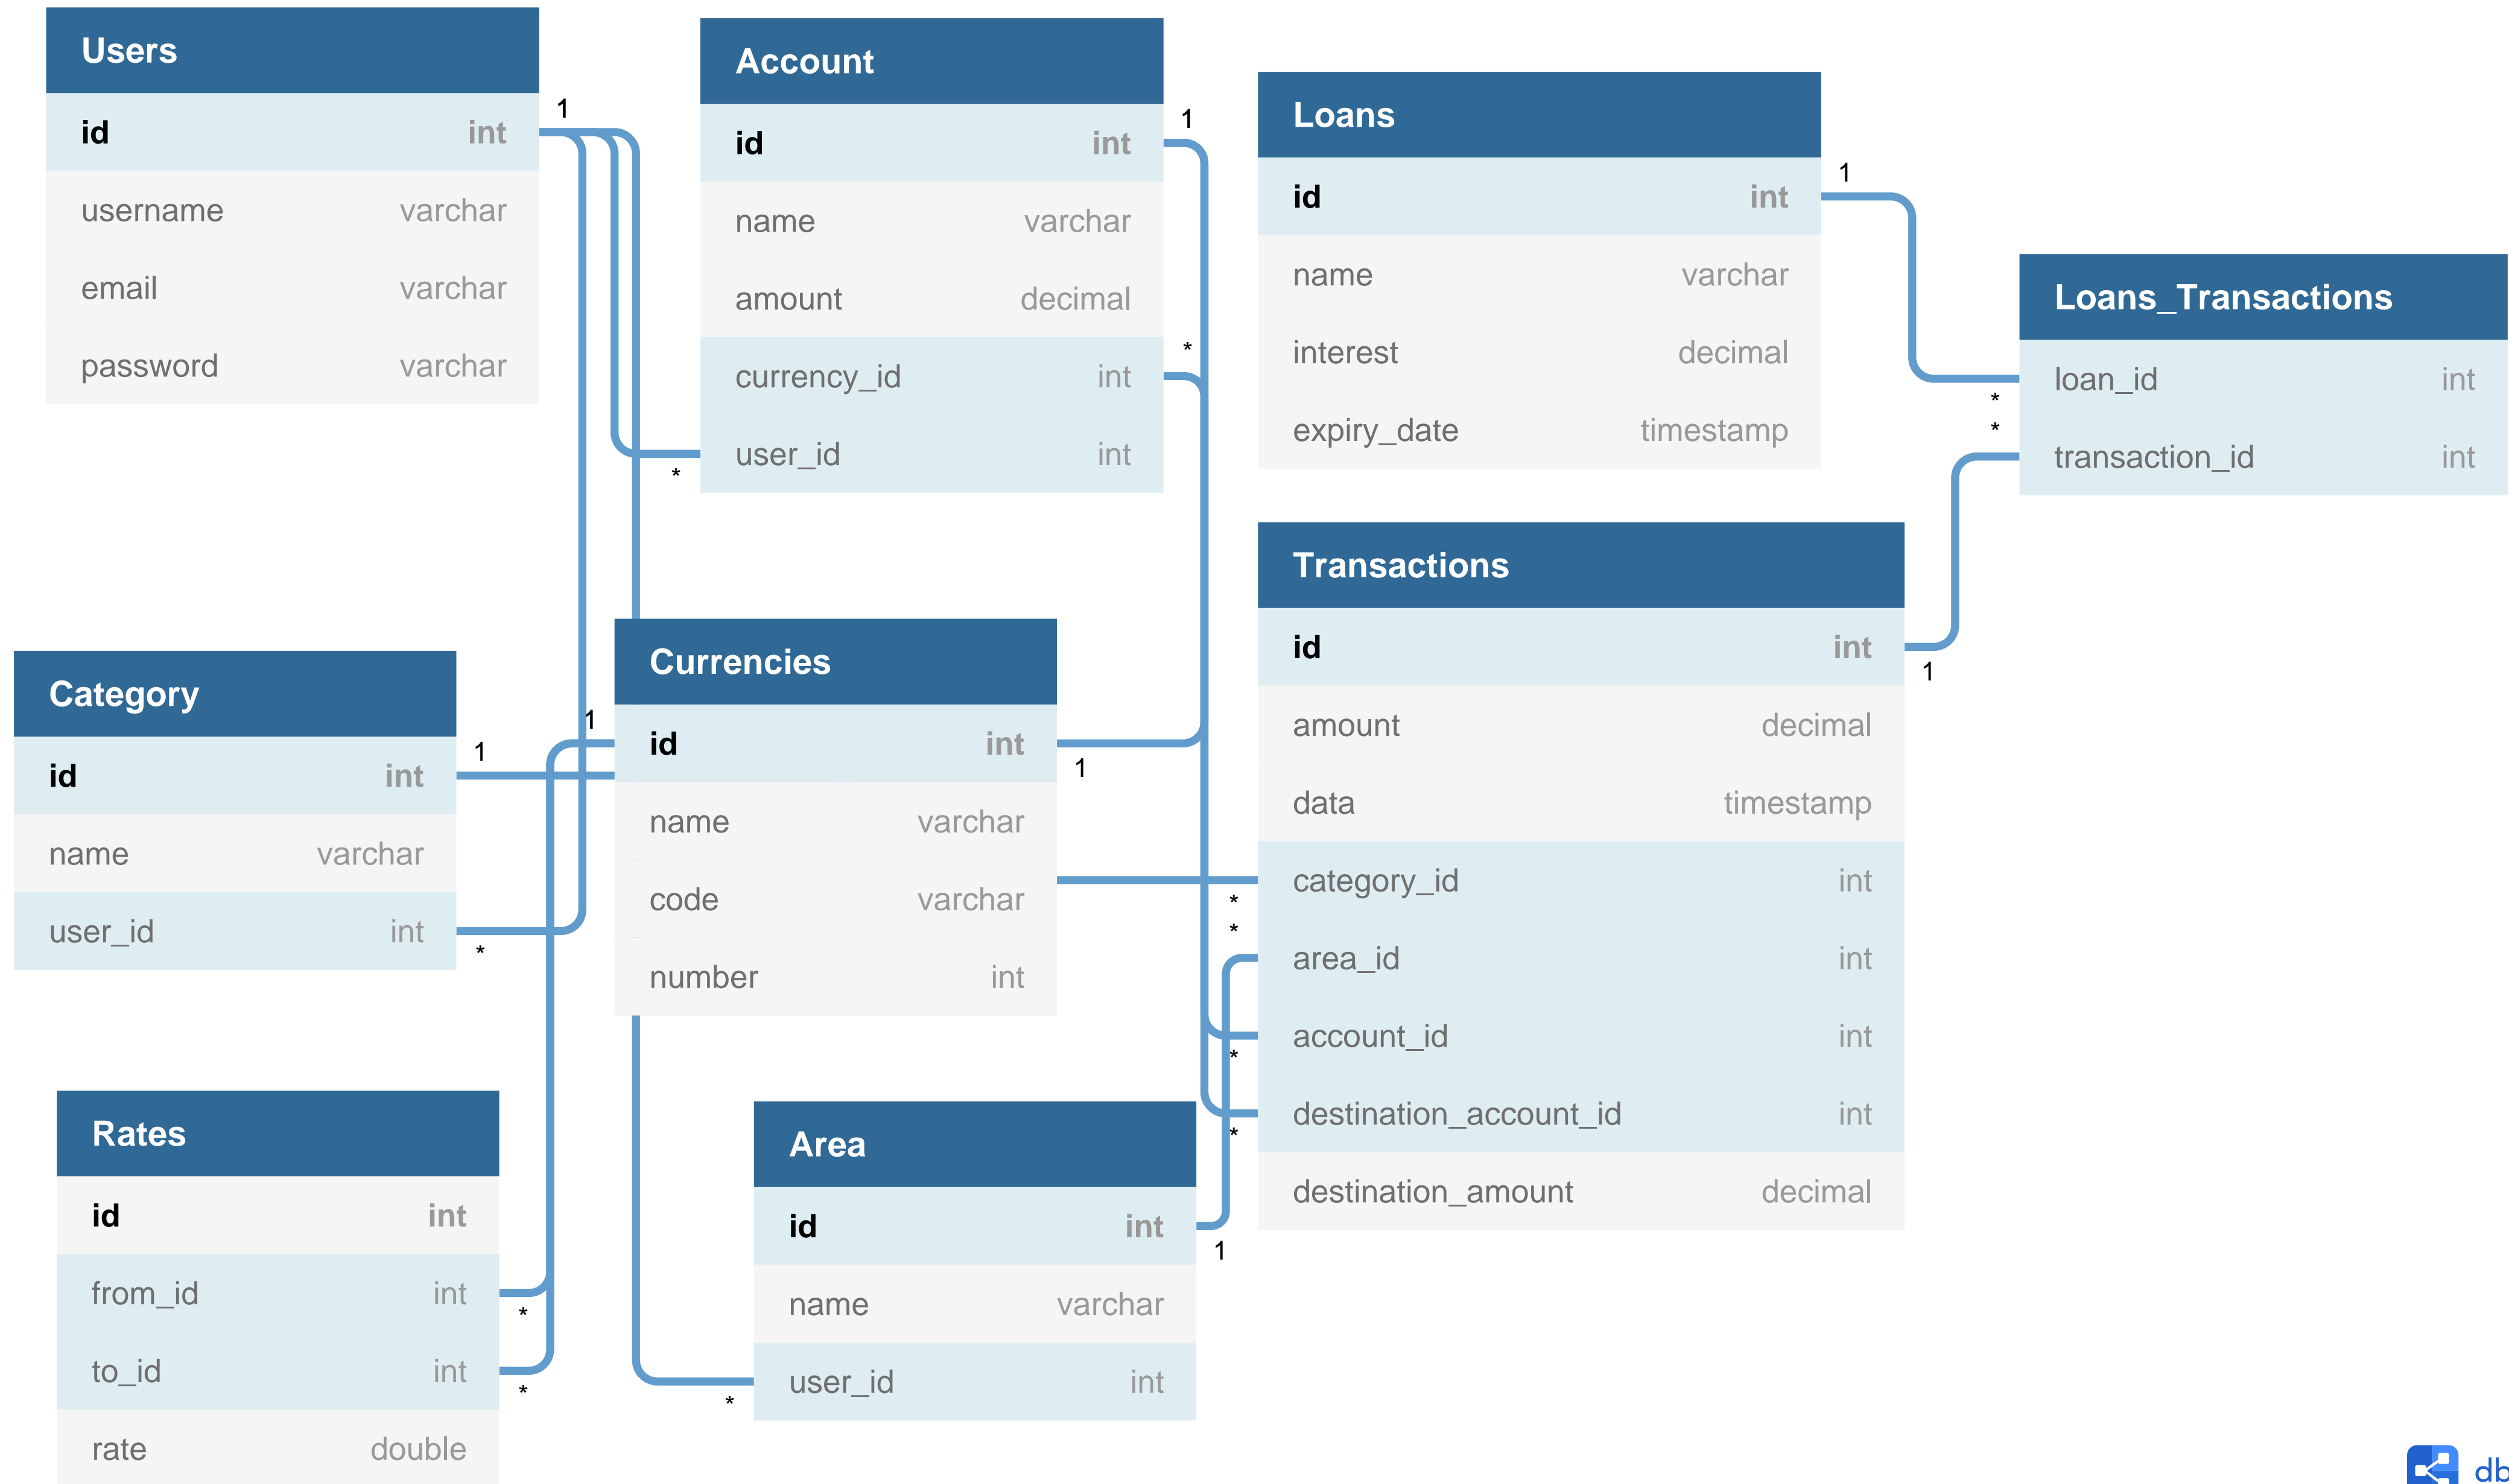 Users
id int
username varchar
email varchar
password varchar
1
Account
id int
name varchar
amount decimal
currency_id int
user_id int
1
*
*
Loans
id int
name varchar
interest decimal
expiry_date timestamp
1
Loans_Transactions
loan_id int
transaction_id int
*
*
Transactions
id int
amount decimal
data timestamp
category_id int
area_id int
account_id int
destination_account_id int
destination_amount decimal
1
*
*
*
*
Category
id int
name varchar
user_id int
1
*
Currencies
id int
name varchar
code varchar
number int
1
1
Rates
id int
from_id int
to_id int
rate double
*
*
Area
id int
name varchar
user_id int
1
*
db